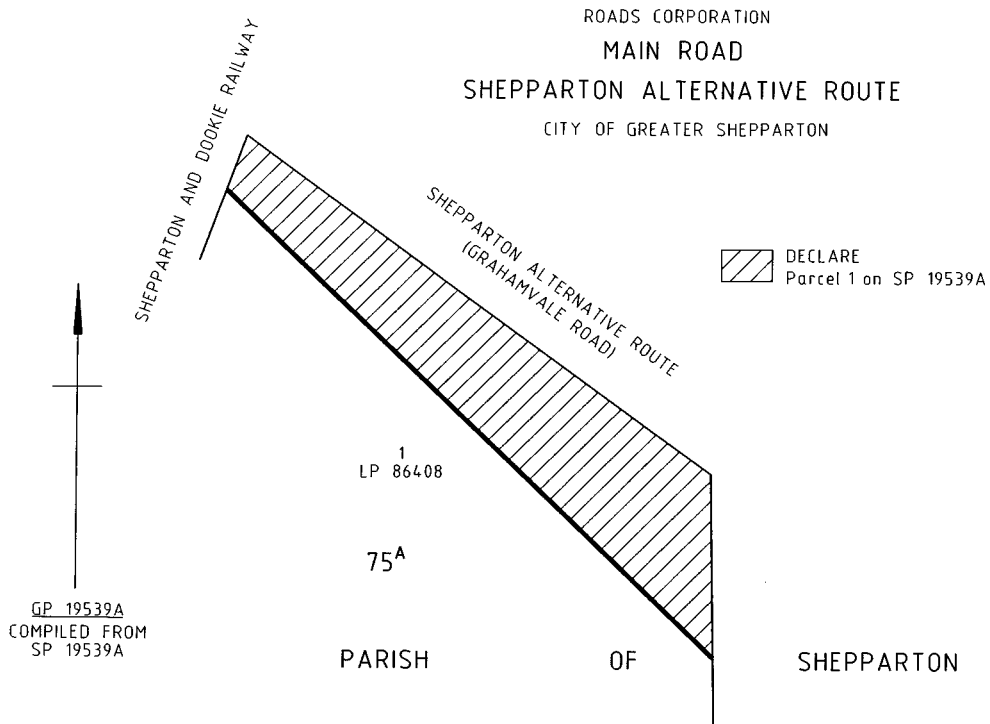 ROADS CORPORATION
MAIN ROAD
SHEPPARTON ALTERNATIVE ROUTE
CITY OF GREATER SHEPPARTON
SHEPPARTON AND DOOKIE RAILWAY
SHEPPARTON ALTERNATIVE ROUTE
(GRAHAMVALE ROAD)
DECLARE
Parcel 1 on SP 19539A
1
LP 86408
75A
GP 19539A
COMPILED FROM
SP 19539A
PARISH OF SHEPPARTON